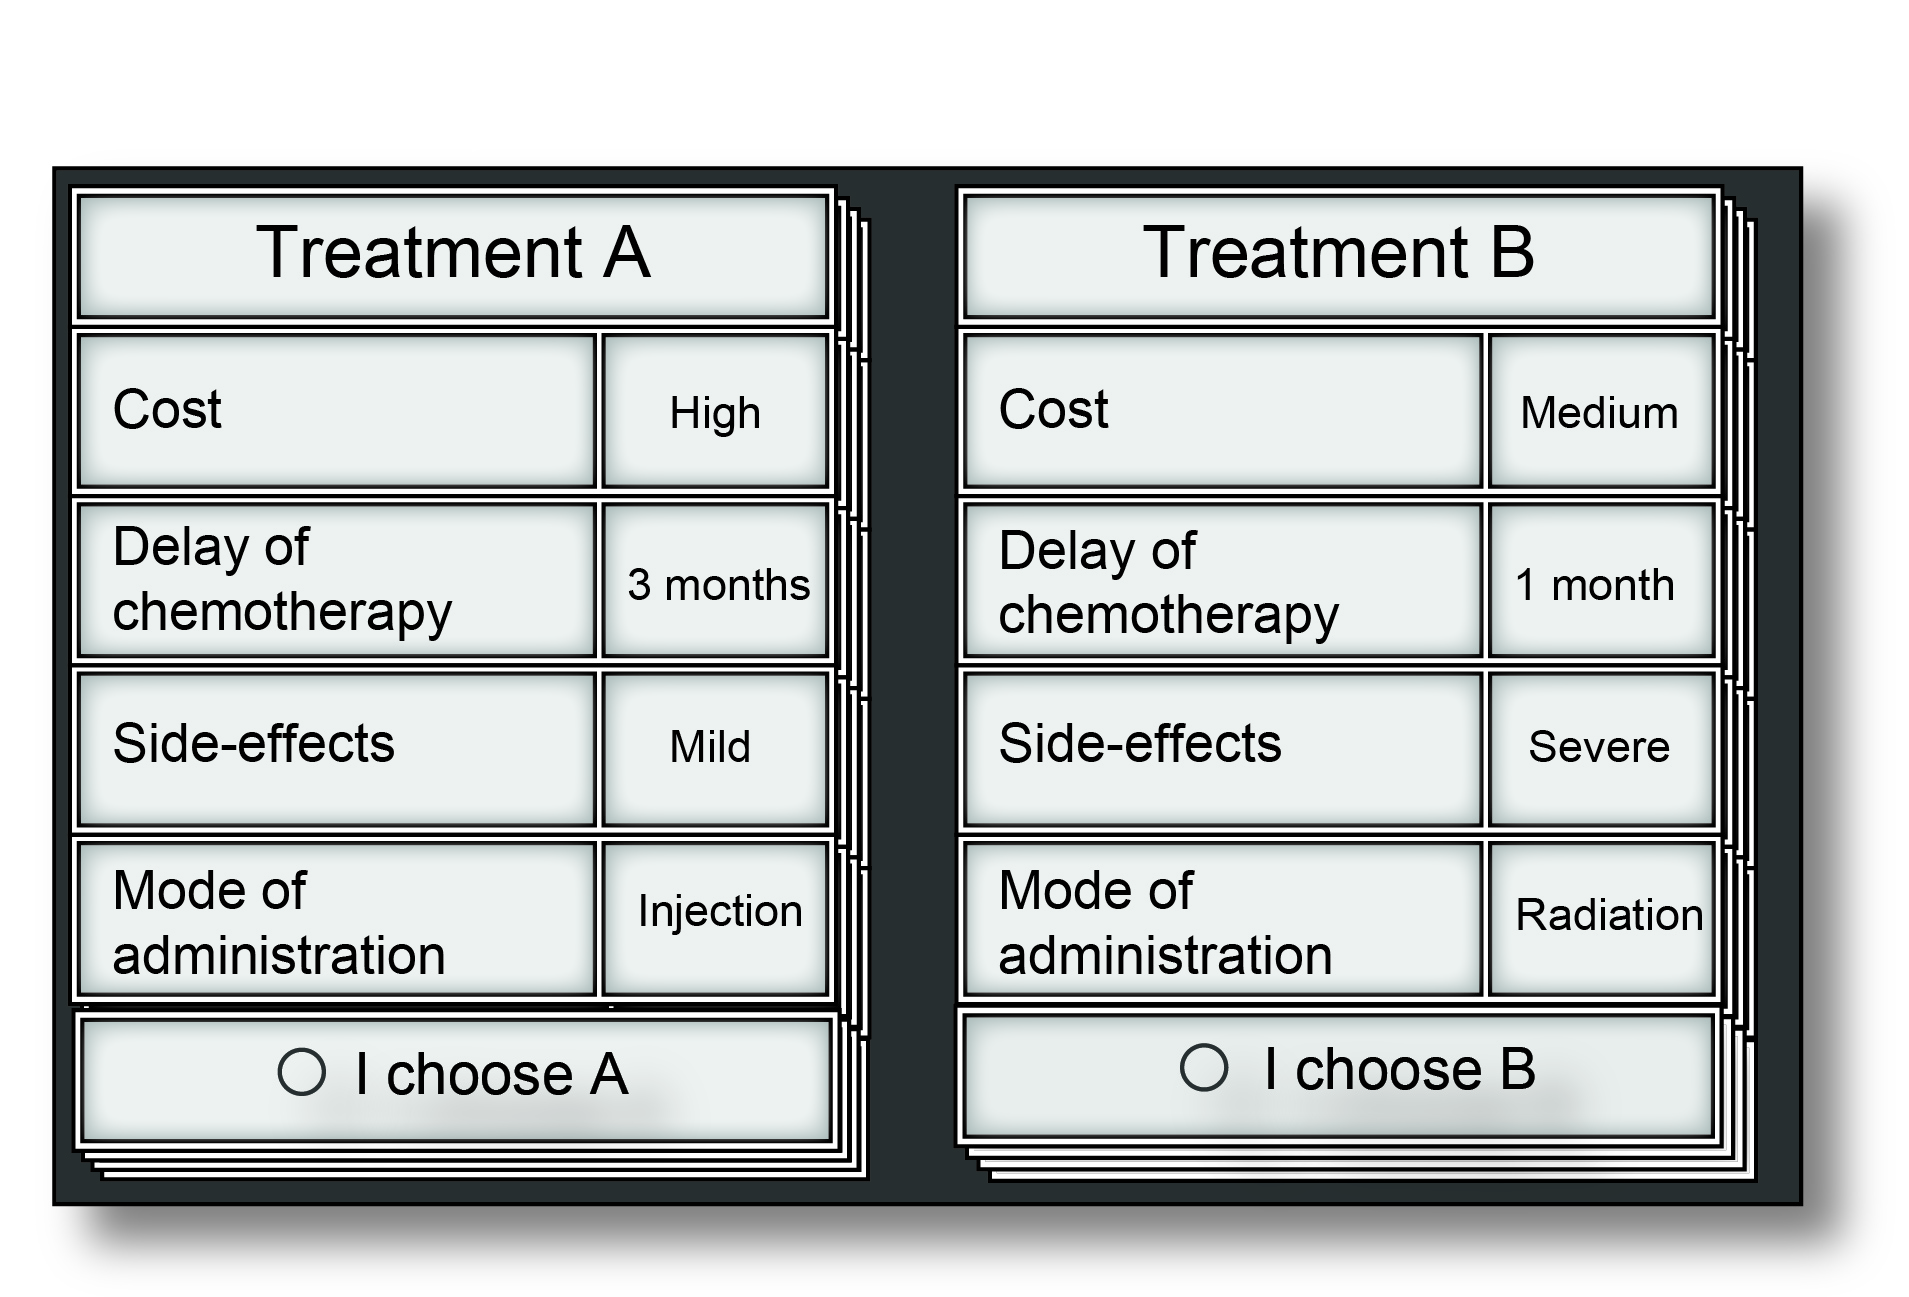 Treatment A
Cost
High
Delay of
chemotherapy
3 months
Side-effects
Mild
Mode of
administration
Injection
I choose A
Treatment B
Cost
Medium
Delay of
chemotherapy
1 month
Side-effects
Severe
Mode of
administration
Radiation
I choose B